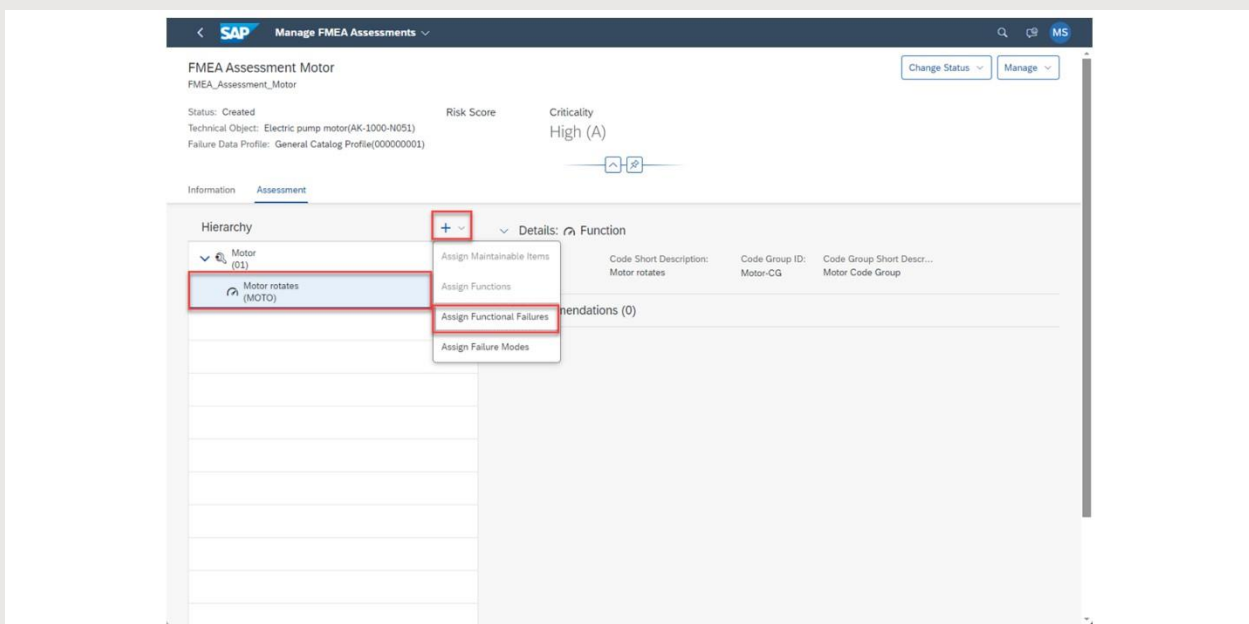 SAP Manage FMEA Assessments MS
FMEA Assessment Motor
Change Status Manage
FMEA_Assessment_Motor
Status: Created
Risk Score
Criticality
Technical Object: Electric pump motor(AK-1000-N051)
High (A)
Failure Data Profile: General Catalog Profile(000000001)
Information Assessment
Hierarchy
Details: Function
Motor
(01)
Motor rotates
(MOTO)
Assign Maintainable Items
Assign Functions
Assign Functional Failures
Assign Failure Modes
Code Short Description: Code Group ID: Code Group Short Descr...
Motor rotates Motor-CG Motor Code Group
nendations (0)